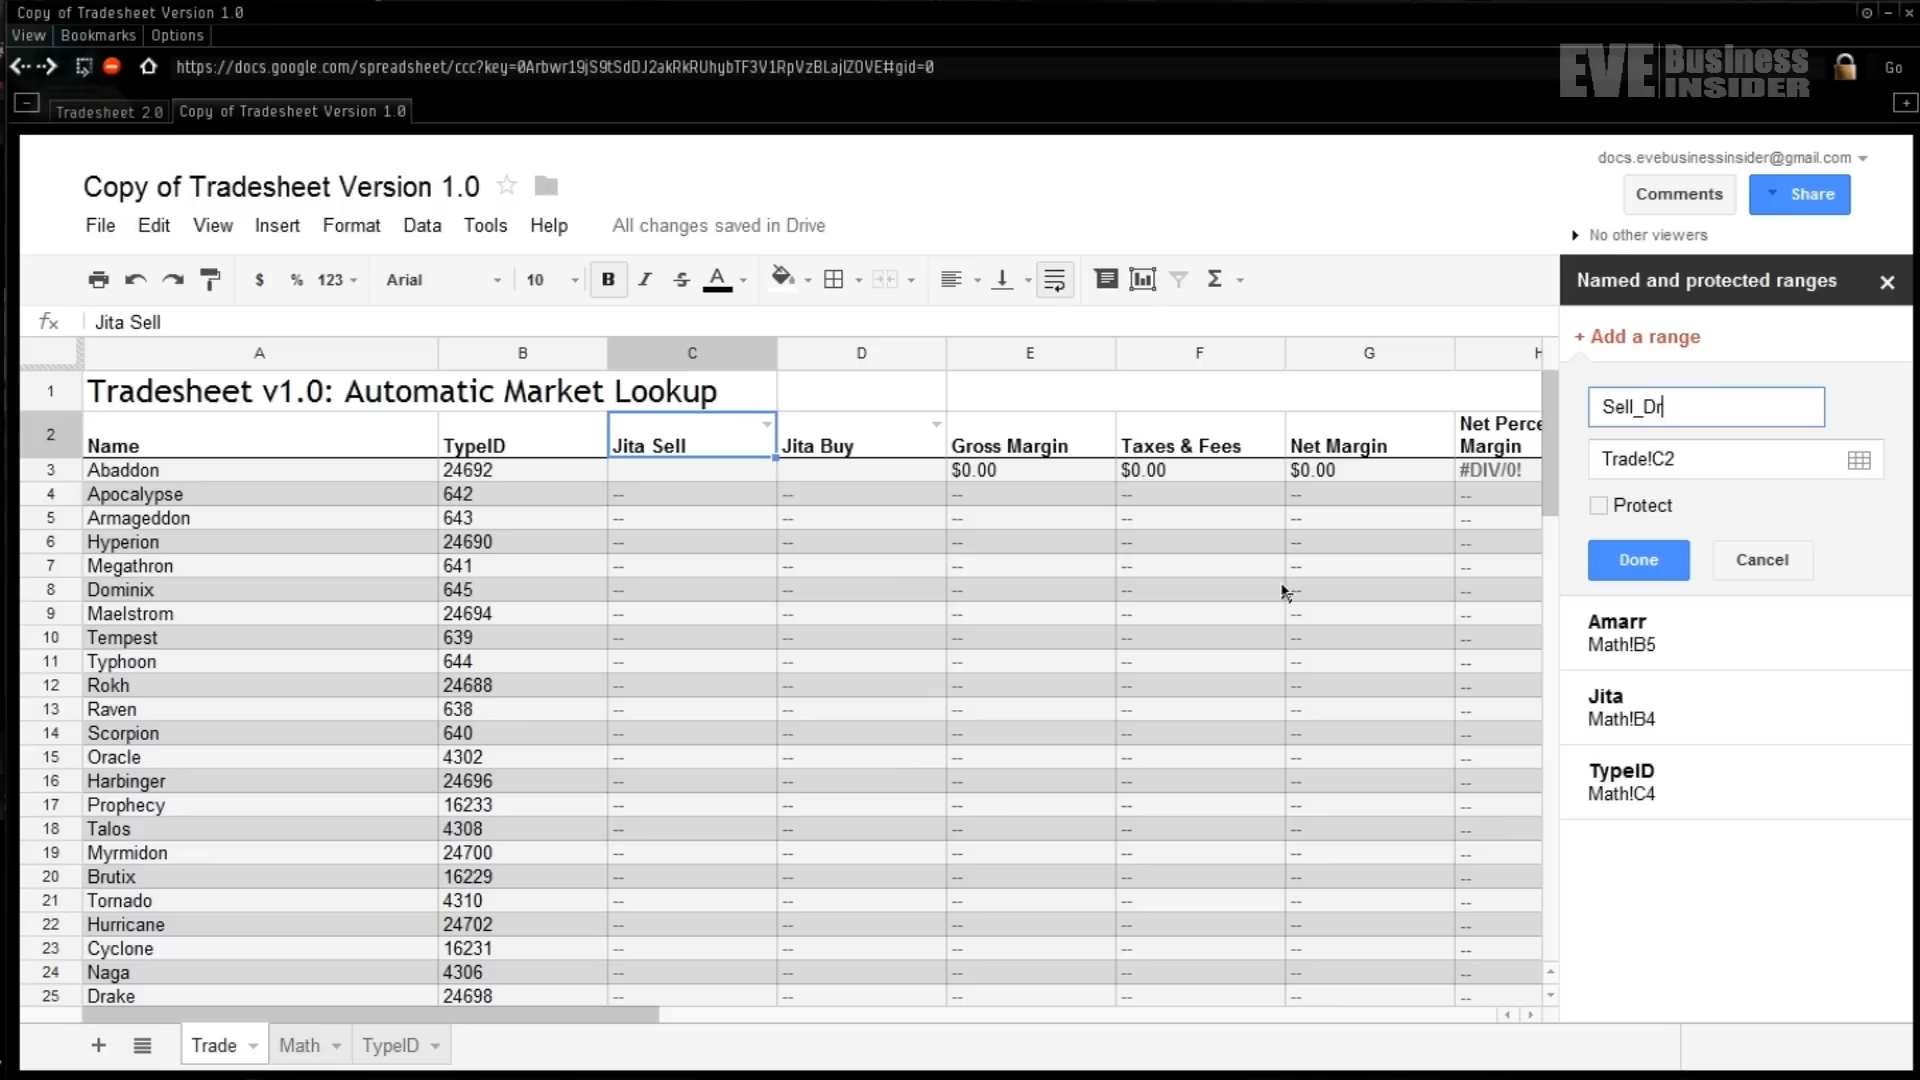 Copy of Tradesheet Version 1.0
View Bookmarks Options
https://docs.google.com/spreadsheet/ccc?key=0Arbwr19jS9tSdDJ2akRkRUhybTF3V1RpVzBLajlZOVE#gid=0
Go
EVE Business INSIDER
Tradesheet 2.0 Copy of Tradesheet Version 1.0
docs.evebusinessinsider@gmail.com
Copy of Tradesheet Version 1.0
Comments Share
File Edit View Insert Format Data Tools Help All changes saved in Drive
No other viewers
$ % 123 Arial 10 B I S A Σ
Named and protected ranges
fx Jita Sell
+ Add a range
A B C D E F G H
1 Tradesheet v1.0: Automatic Market Lookup
2 Name TypeID Jita Sell Jita Buy Gross Margin Taxes & Fees Net Margin Net Perce
Margin
3 Abaddon 24692 $0.00 $0.00 $0.00 #DIV/0!
4 Apocalypse 642 -- -- -- -- -- --
5 Armageddon 643 -- -- -- -- -- --
6 Hyperion 24690 -- -- -- -- -- --
7 Megathron 641 -- -- -- -- -- --
8 Dominix 645 -- -- -- -- -- --
9 Maelstrom 24694 -- -- -- -- -- --
10 Tempest 639 -- -- -- -- -- --
11 Typhoon 644 -- -- -- -- -- --
12 Rokh 24688 -- -- -- -- -- --
13 Raven 638 -- -- -- -- -- --
14 Scorpion 640 -- -- -- -- -- --
15 Oracle 4302 -- -- -- -- -- --
16 Harbinger 24696 -- -- -- -- -- --
17 Prophecy 16233 -- -- -- -- -- --
18 Talos 4308 -- -- -- -- -- --
19 Myrmidon 24700 -- -- -- -- -- --
20 Brutix 16229 -- -- -- -- -- --
21 Tornado 4310 -- -- -- -- -- --
22 Hurricane 24702 -- -- -- -- -- --
23 Cyclone 16231 -- -- -- -- -- --
24 Naga 4306 -- -- -- -- -- --
25 Drake 24698 -- -- -- -- -- --
Sell_Dr
Trade!C2
Protect
Done Cancel
Amarr
Math!B5
Jita
Math!B4
TypeID
Math!C4
Trade Math TypeID